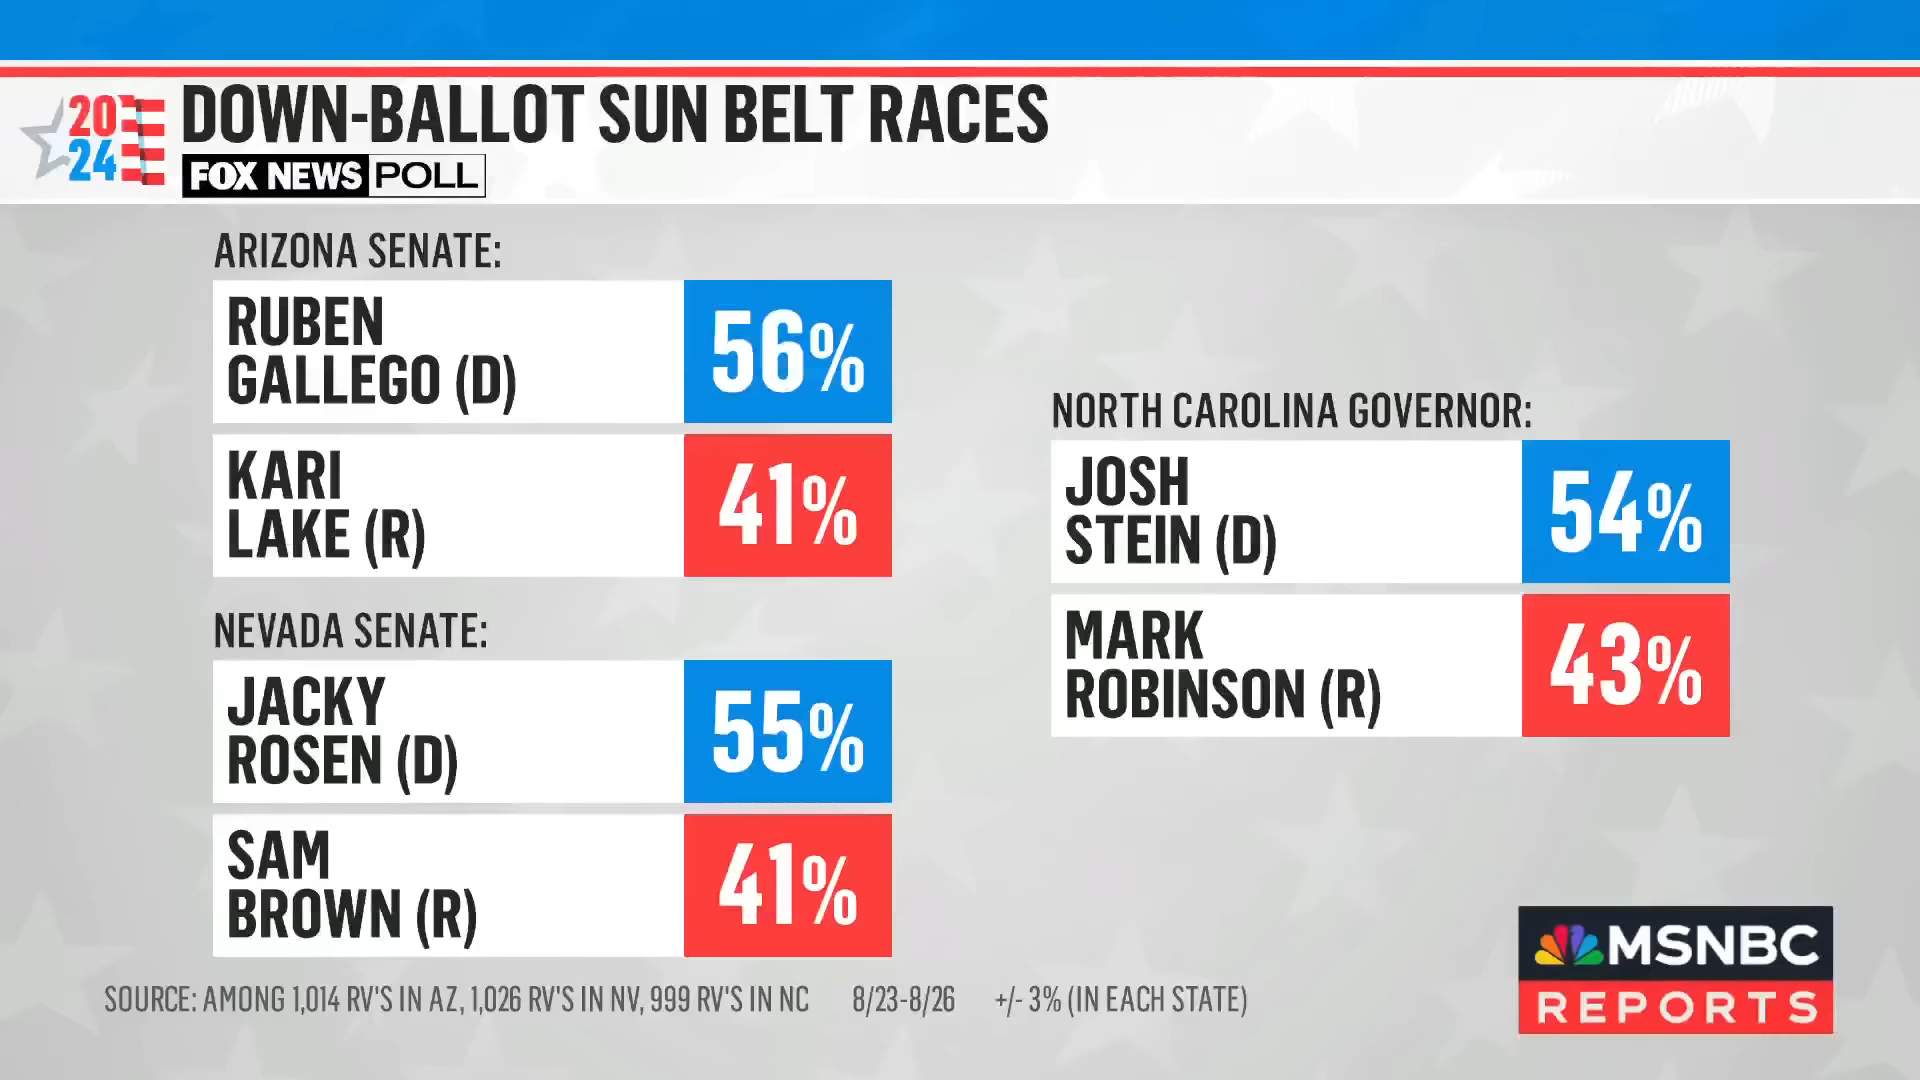 20
24
DOWN-BALLOT SUN BELT RACES
FOX NEWS POLL
ARIZONA SENATE:
RUBEN
GALLEGO (D)
56%
KARI
LAKE (R)
41%
NEVADA SENATE:
JACKY
ROSEN (D)
55%
SAM
BROWN (R)
41%
NORTH CAROLINA GOVERNOR:
JOSH
STEIN (D)
54%
MARK
ROBINSON (R)
43%
SOURCE: AMONG 1,014 RV'S IN AZ, 1,026 RV'S IN NV, 999 RV'S IN NC 8/23-8/26 +/- 3% (IN EACH STATE)
MSNBC
REPORTS